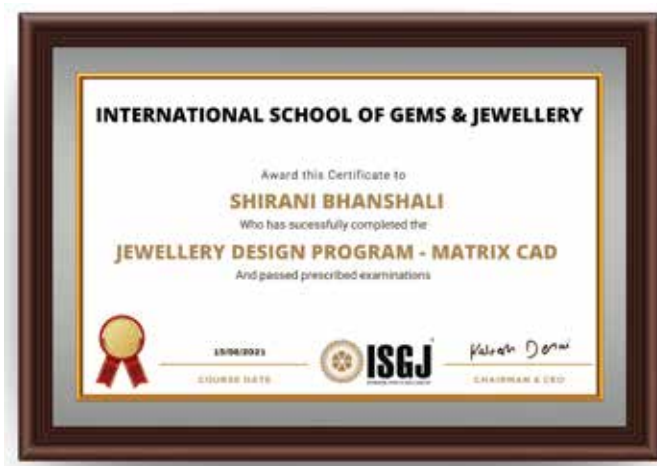 INTERNATIONAL SCHOOL OF GEMS & JEWELLERY
Award this Certificate to
SHIRANI BHANSHALI
Who has sucessfully completed the
JEWELLERY DESIGN PROGRAM - MATRIX CAD
And passed prescribed examinations
ISGJ
COURSE DATE
CHAIRMAN & CEO